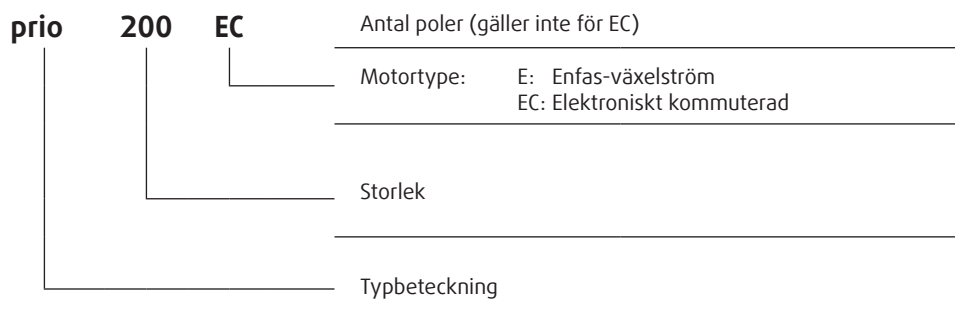 prio 200 EC
Antal poler (gäller inte för EC)
Motortype: E: Enfas-växelström
EC: Elektroniskt kommuterad
Storlek
Typbeteckning